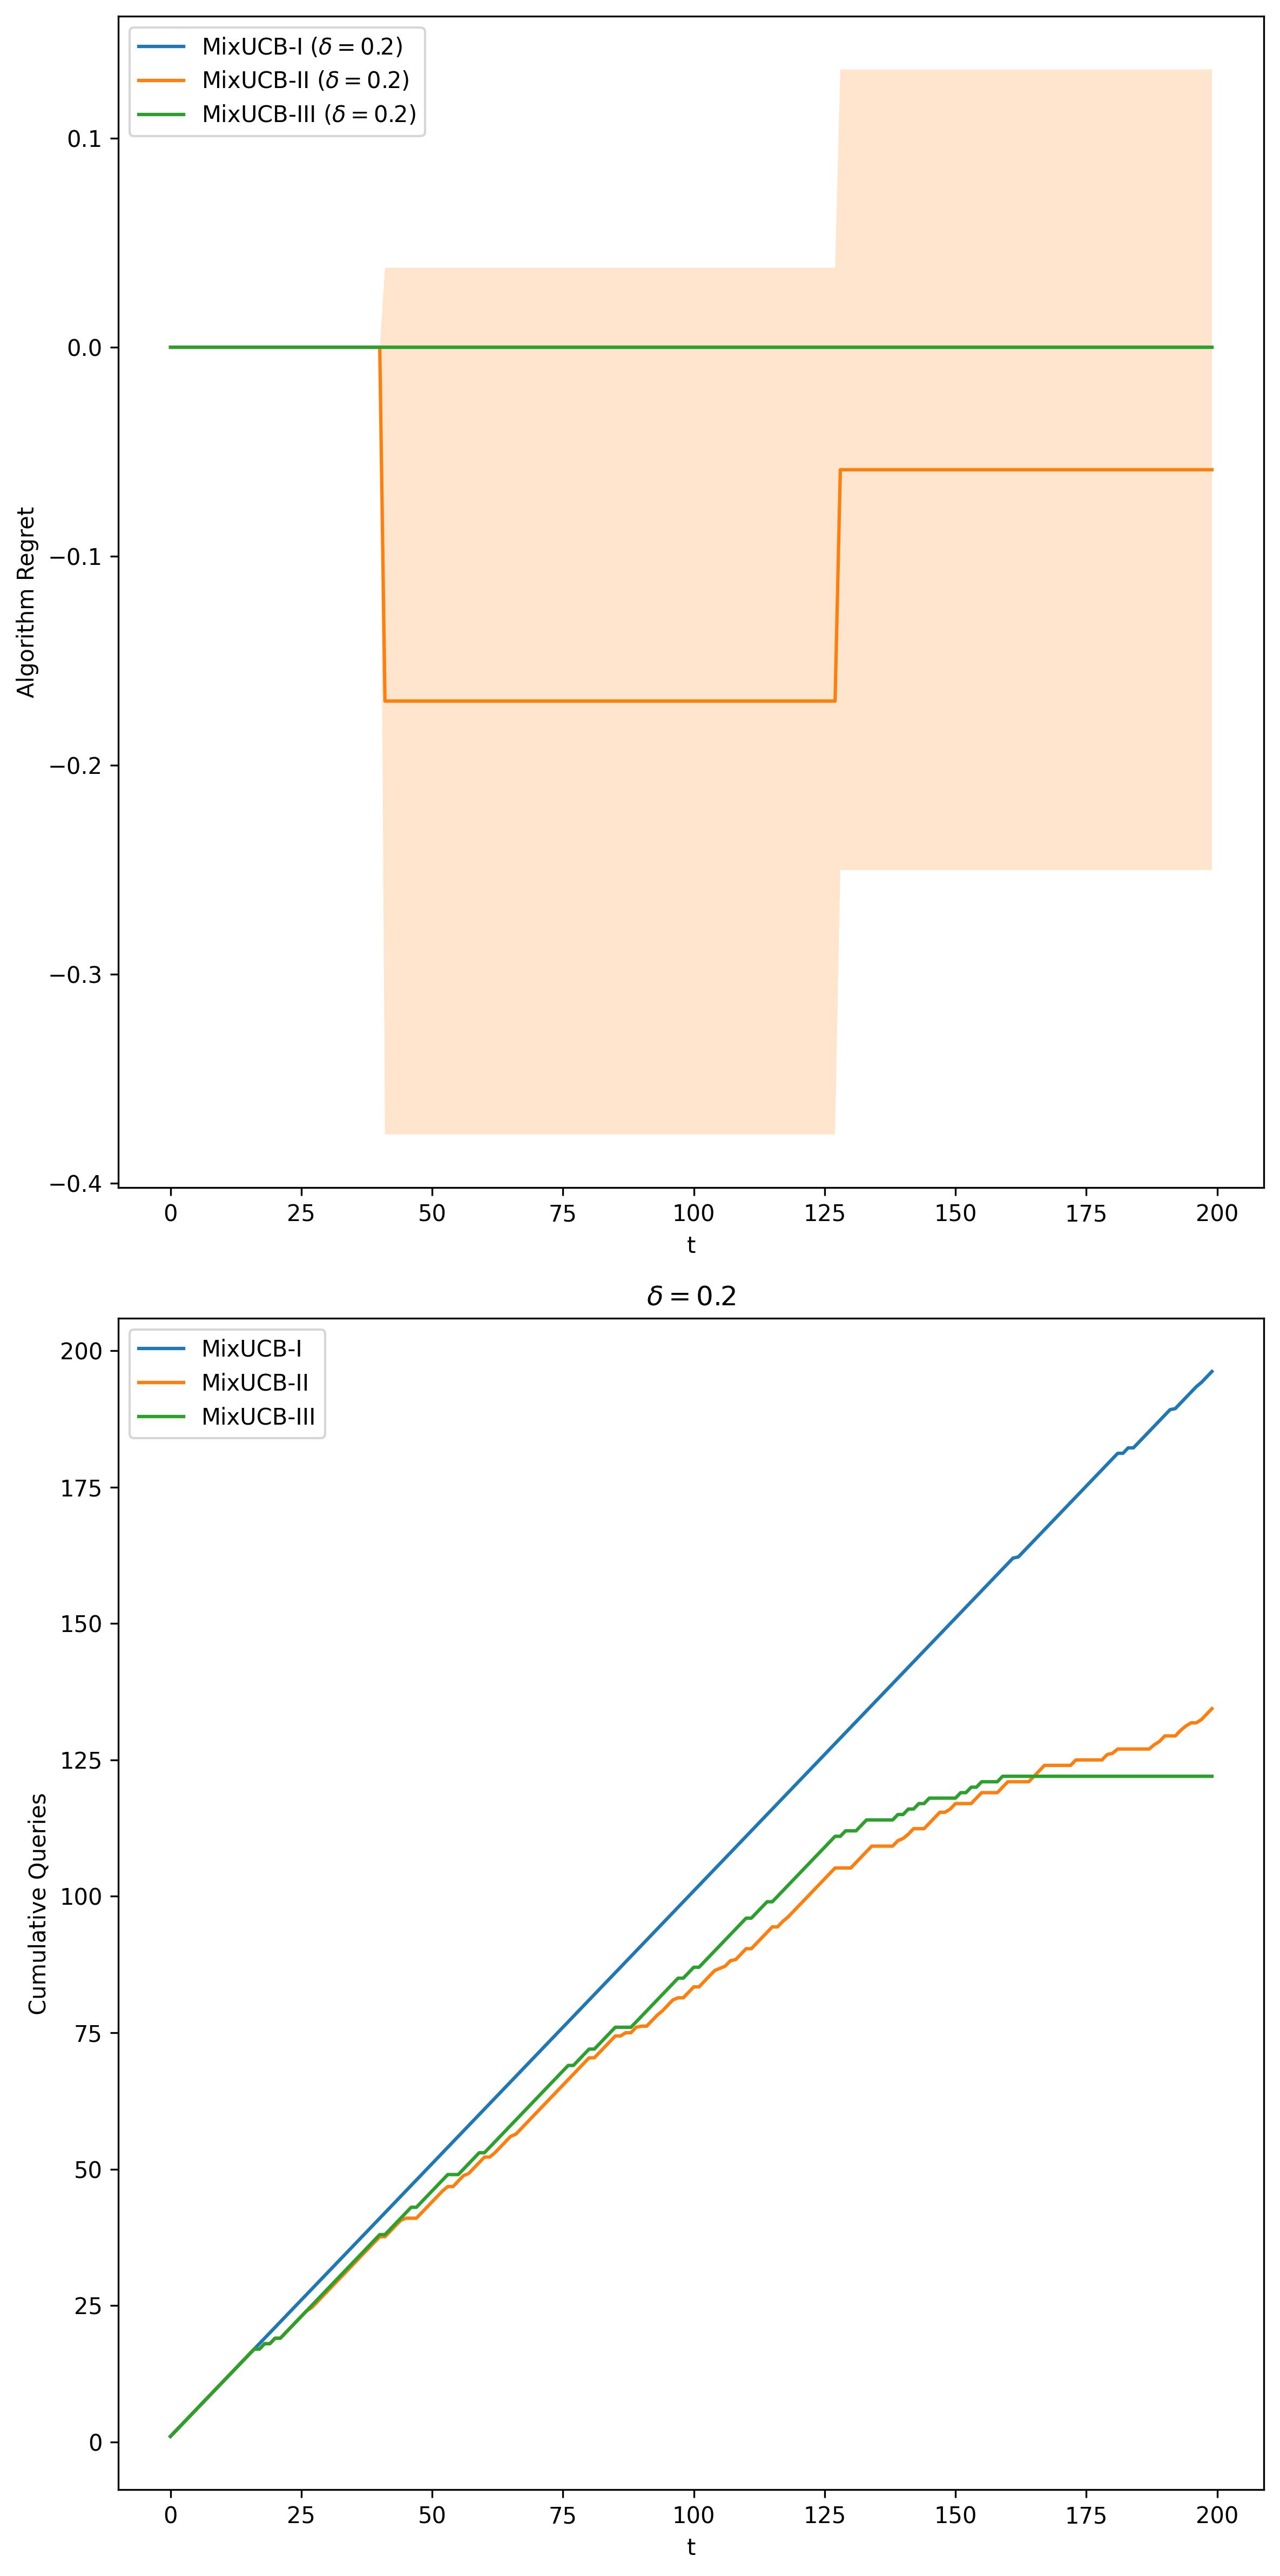 MixUCB-I (δ = 0.2)
MixUCB-II (δ = 0.2)
MixUCB-III (δ = 0.2)
0.1
0.0
−0.1
−0.2
−0.3
−0.4
Algorithm Regret
0 25 50 75 100 125 150 175 200
t
δ = 0.2
MixUCB-I
MixUCB-II
MixUCB-III
200
175
150
125
100
75
50
25
0
Cumulative Queries
0 25 50 75 100 125 150 175 200
t